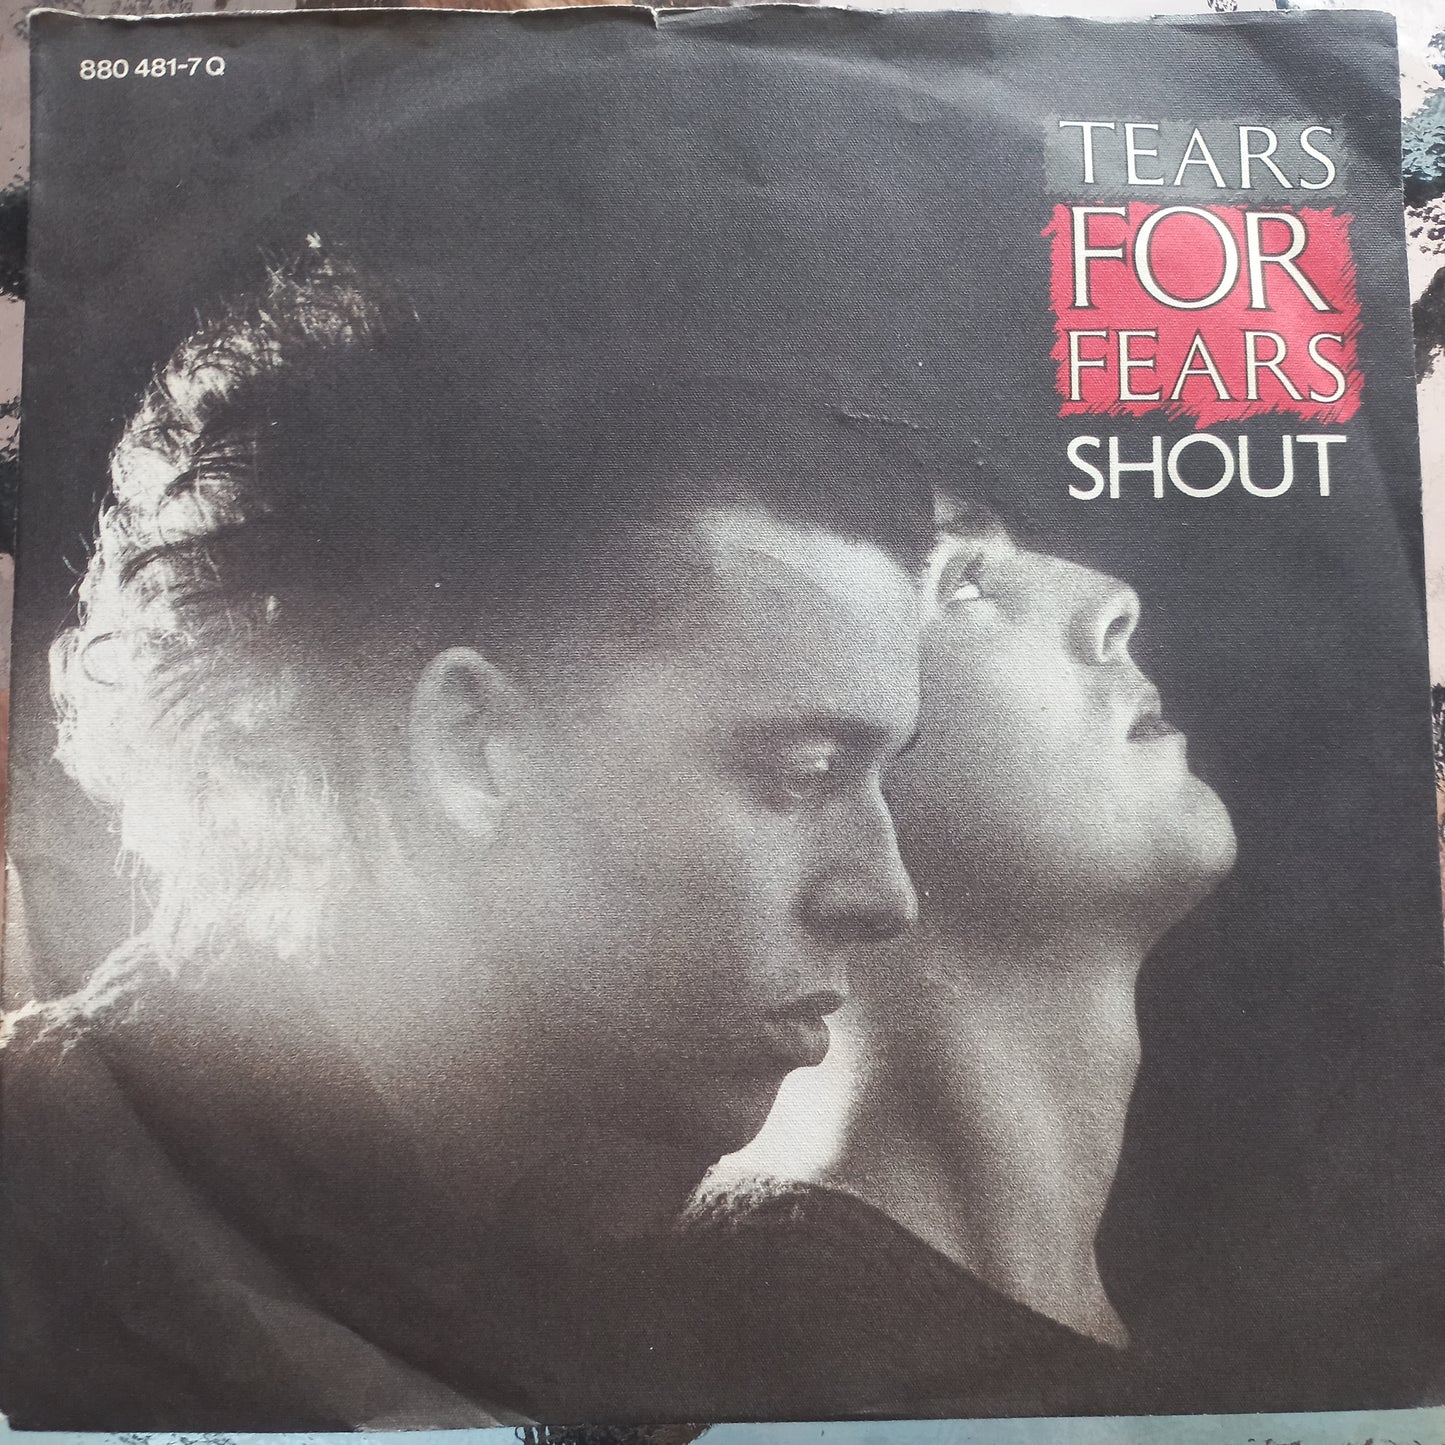 880 481-7 Q
TEARS
FOR
FEARS
SHOUT